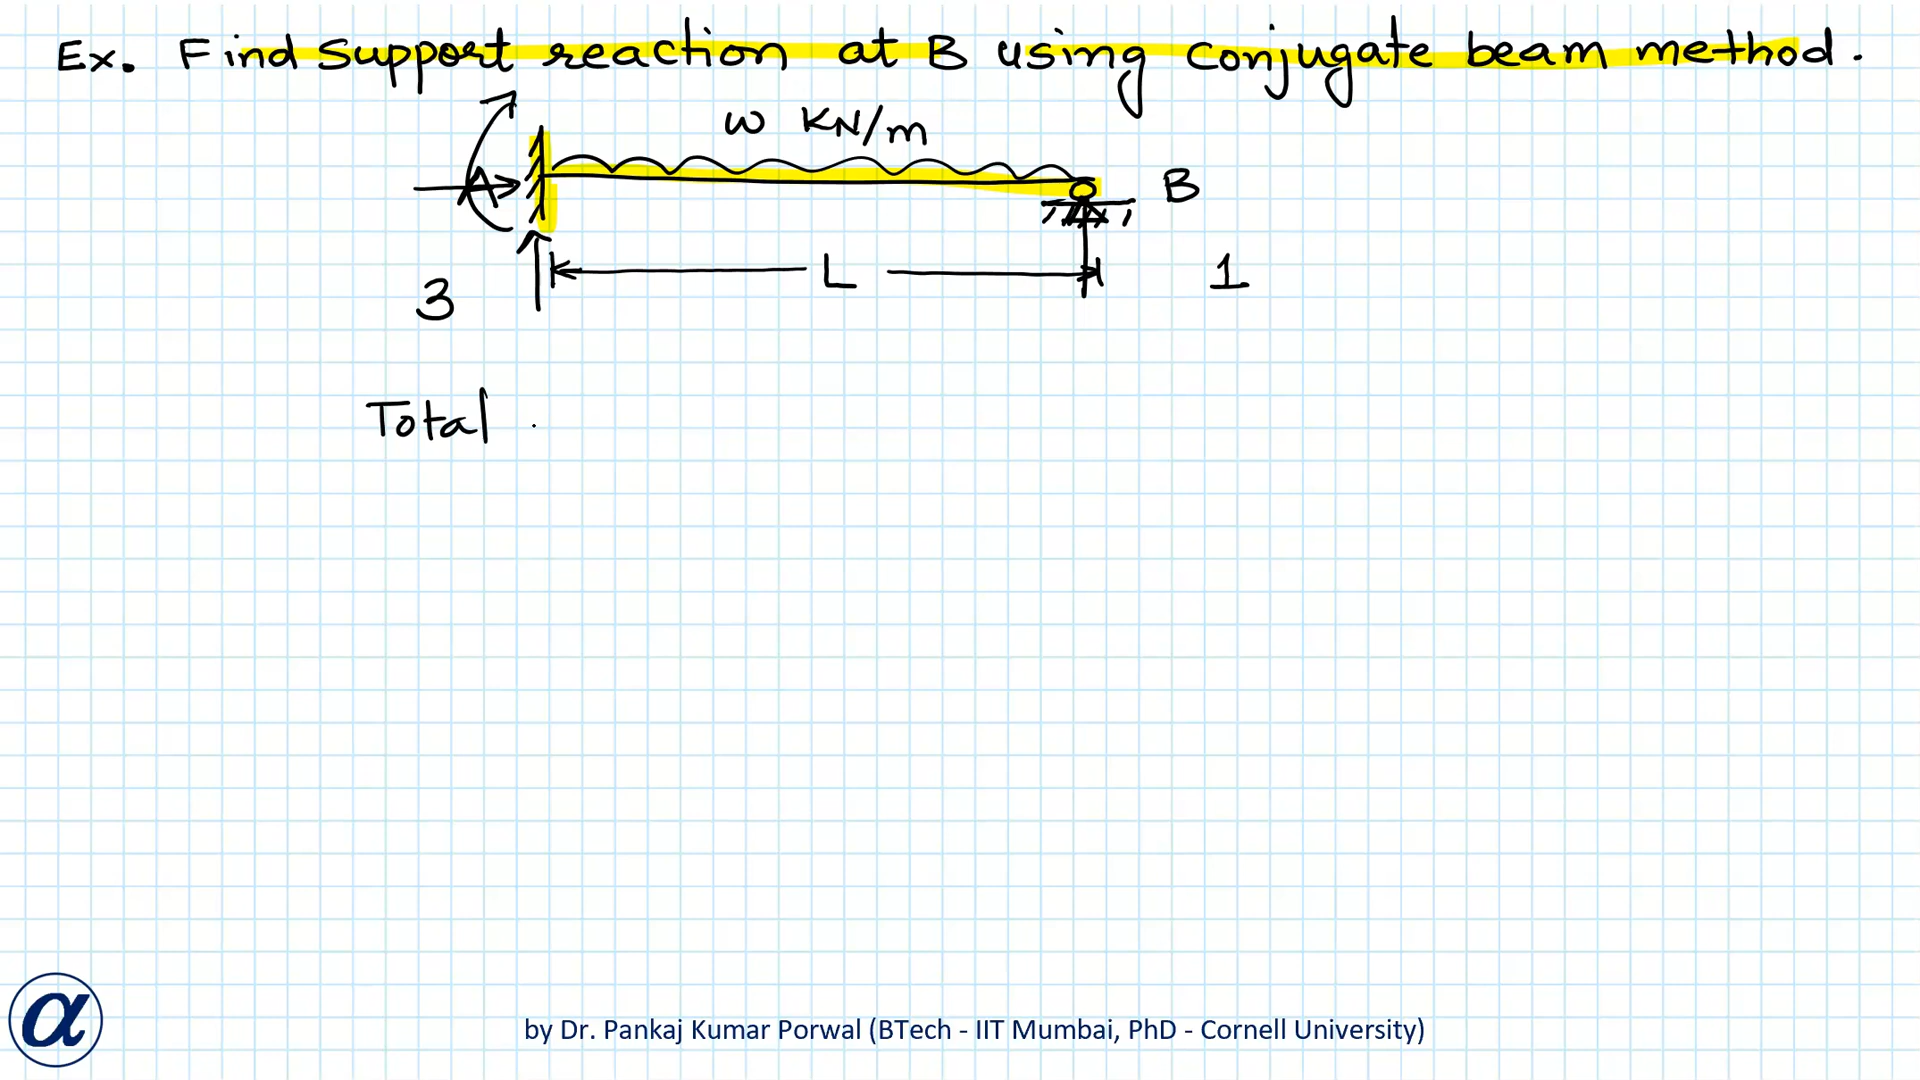 Ex. Find support reaction at B using conjugate beam method.
w KN/m
A
B
L
3
1
Total
α
by Dr. Pankaj Kumar Porwal (BTech - IIT Mumbai, PhD - Cornell University)